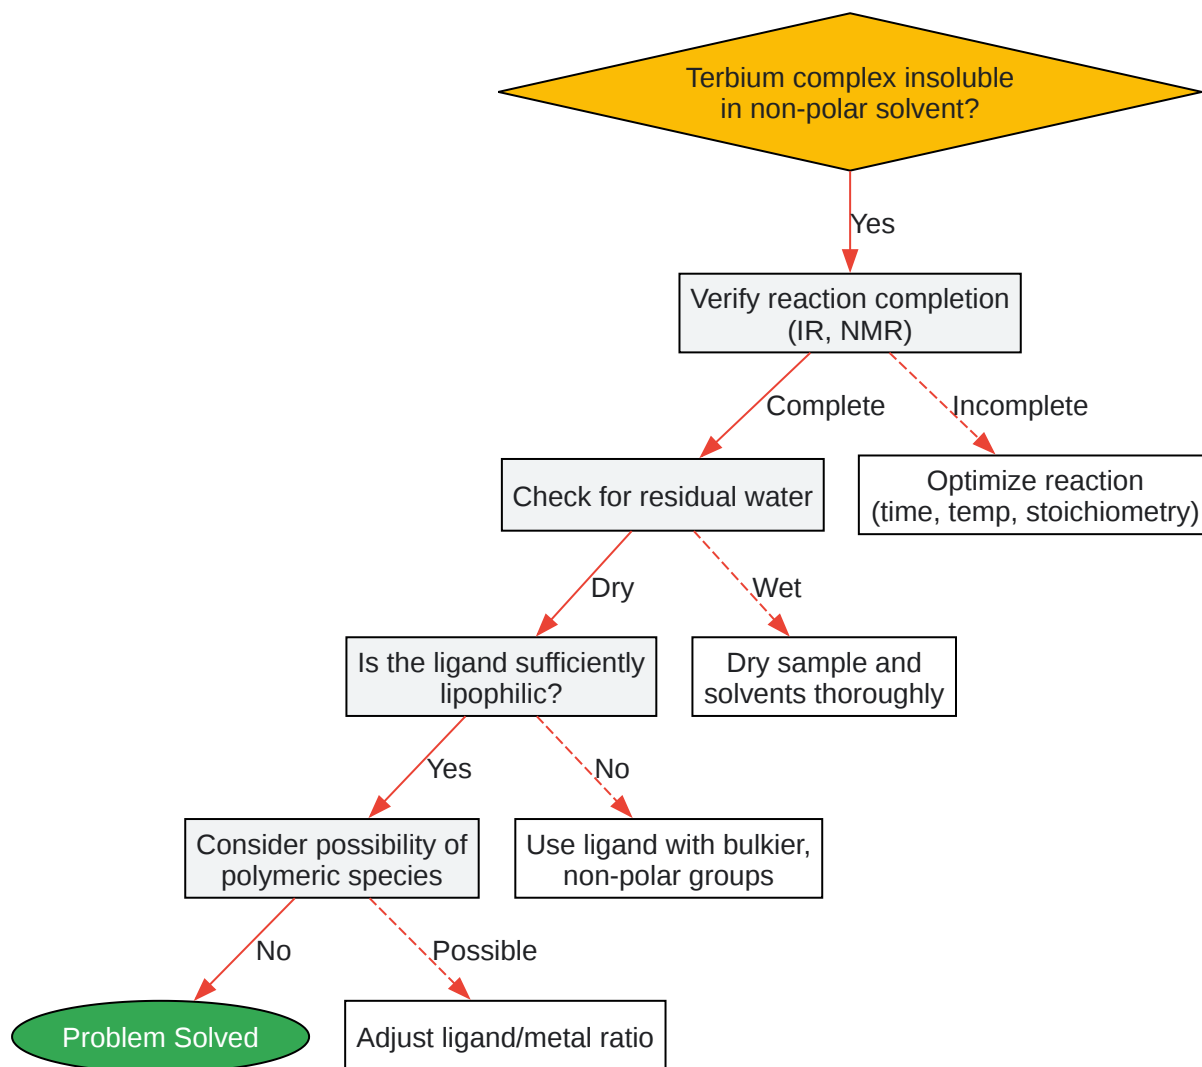 Terbium complex insoluble
in non-polar solvent?
Yes
Verify reaction completion
(IR, NMR)
Complete
Incomplete
Check for residual water
Optimize reaction
(time, temp, stoichiometry)
Dry
Wet
Is the ligand sufficiently
lipophilic?
Dry sample and
solvents thoroughly
Yes
No
Consider possibility of
polymeric species
Use ligand with bulkier,
non-polar groups
No
Possible
Problem Solved
Adjust ligand/metal ratio